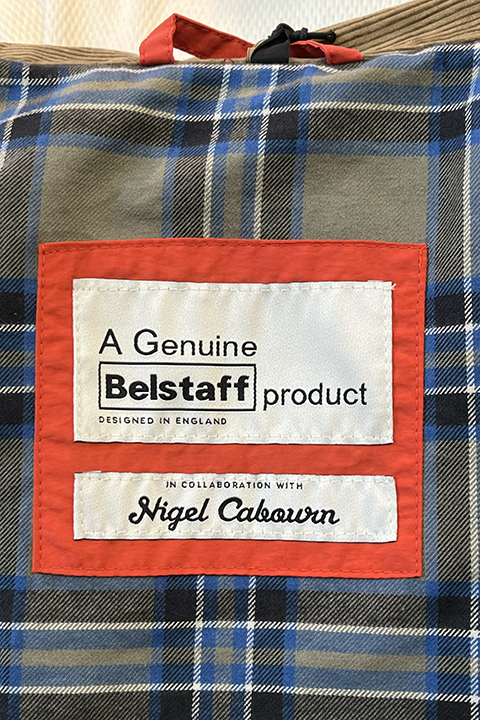 A Genuine
Belstaff product
DESIGNED IN ENGLAND
IN COLLABORATION WITH
Nigel Cabourn